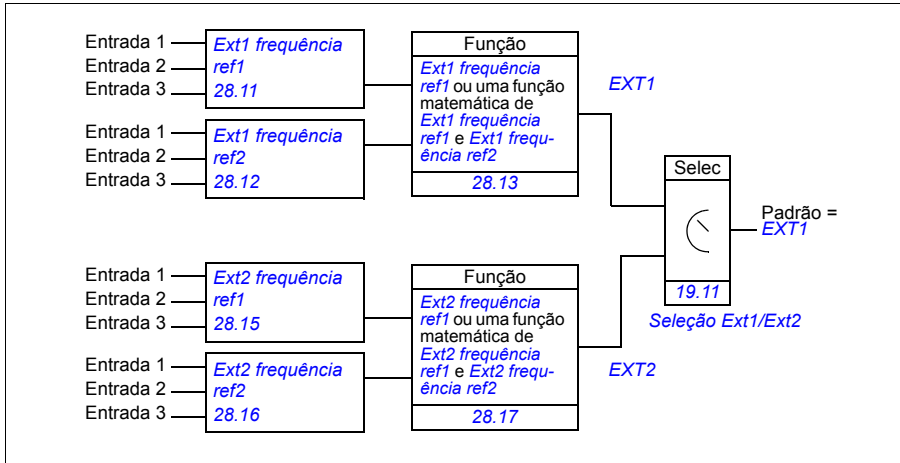 Entrada 1
Entrada 2
Entrada 3
Ext1 frequência
ref1
28.11
Entrada 1
Entrada 2
Entrada 3
Ext1 frequência
ref2
28.12
Função
Ext1 frequência
ref1 ou uma função
matemática de
Ext1 frequência
ref1 e Ext1 frequ-
ência ref2
28.13
EXT1
Selec
19.11
Seleção Ext1/Ext2
Padrão =
EXT1
Entrada 1
Entrada 2
Entrada 3
Ext2 frequência
ref1
28.15
Entrada 1
Entrada 2
Entrada 3
Ext2 frequência
ref2
28.16
Função
Ext2 frequência
ref1 ou uma função
matemática de
Ext2 frequência
ref1 e Ext2 frequ-
ência ref2
28.17
EXT2